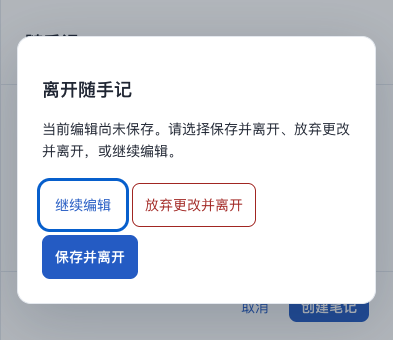 离开随手记
当前编辑尚未保存。请选择保存并离开、放弃更改
并离开，或继续编辑。
继续编辑
放弃更改并离开
保存并离开
取消
创建笔记